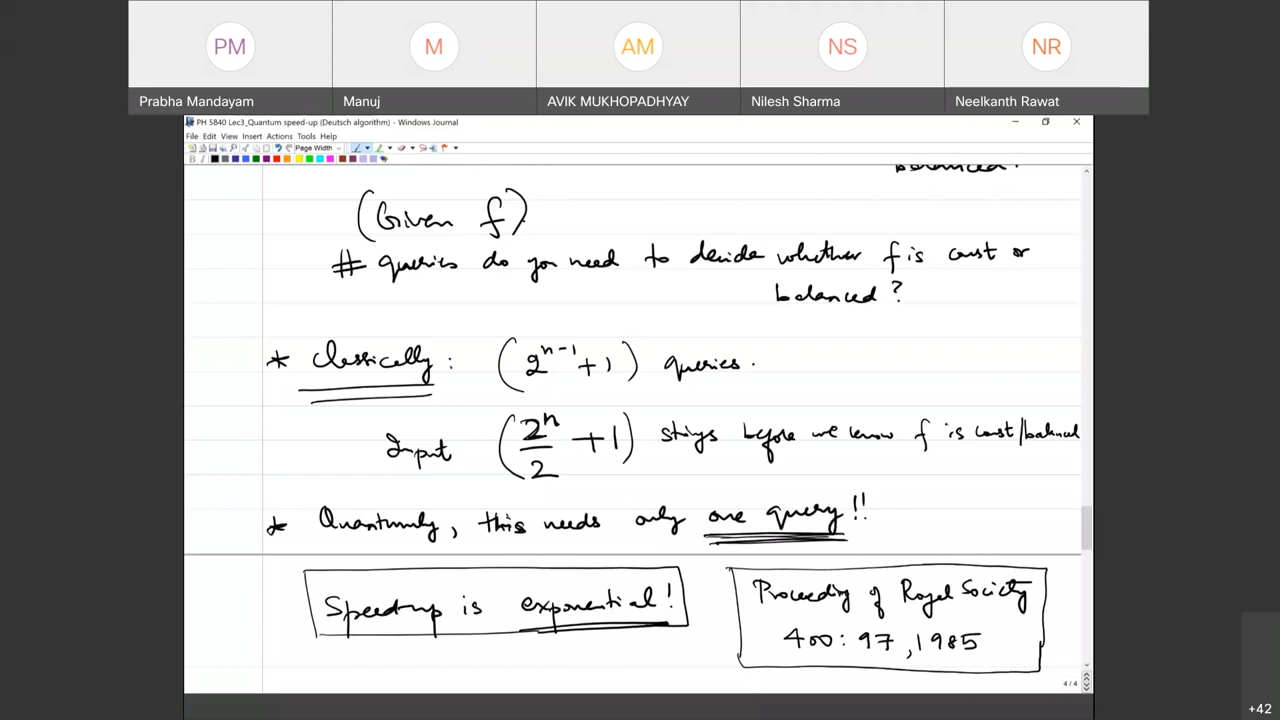 PM
M
AM
NS
NR
Prabha Mandayam
Manuj
AVIK MUKHOPADHYAY
Nilesh Sharma
Neelkanth Rawat
PH 5840 Lec3_Quantum speed-up (Deutsch algorithm) - Windows Journal
File Edit View Insert Actions Tools Help
Page Width
B I
balanced.
(Given f)
# queries do you need to decide whether f is const or
balanced?
* Classically: (2^{n-1}+1) queries.
Input (2^n/2 + 1) strings before we know f is const/balanced
* Quantumly, this needs only one query!!
Speed-up is exponential!
Proceeding of Royal Society
400: 97, 1985
4 / 4
+42